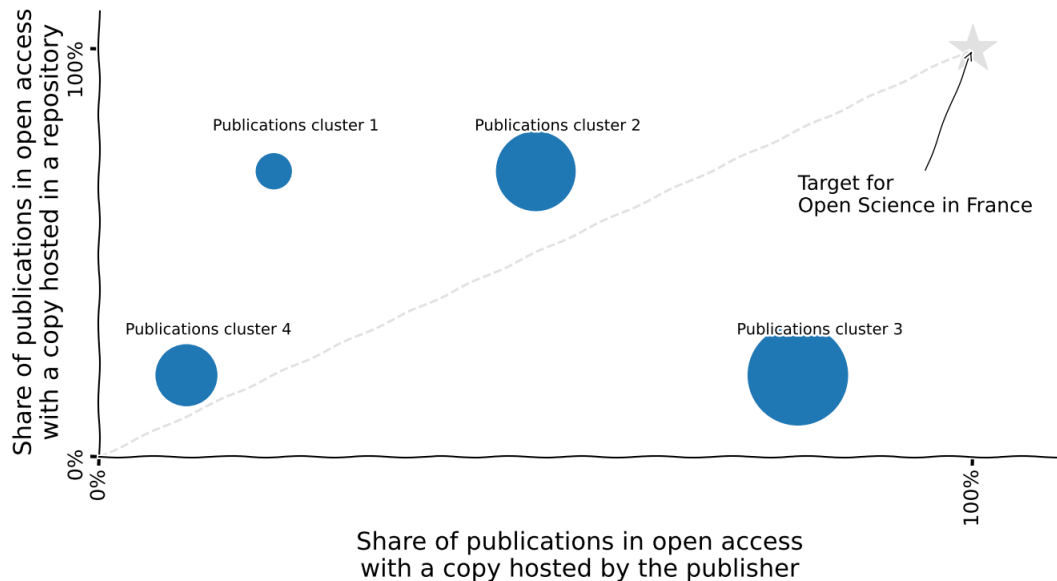 Share of publications in open access
with a copy hosted in a repository
100%
0%
Publications cluster 1
Publications cluster 2
Target for
Open Science in France
Publications cluster 4
Publications cluster 3
0%
100%
Share of publications in open access
with a copy hosted by the publisher